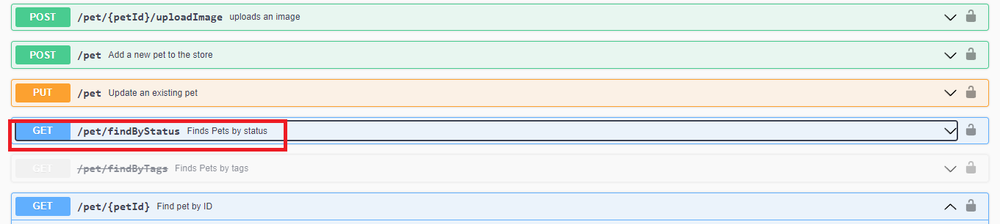 POST /pet/{petId}/uploadImage uploads an image
POST /pet Add a new pet to the store
PUT /pet Update an existing pet
GET /pet/findByStatus Finds Pets by status
GET /pet/findByTags Finds Pets by tags
GET /pet/{petId} Find pet by ID